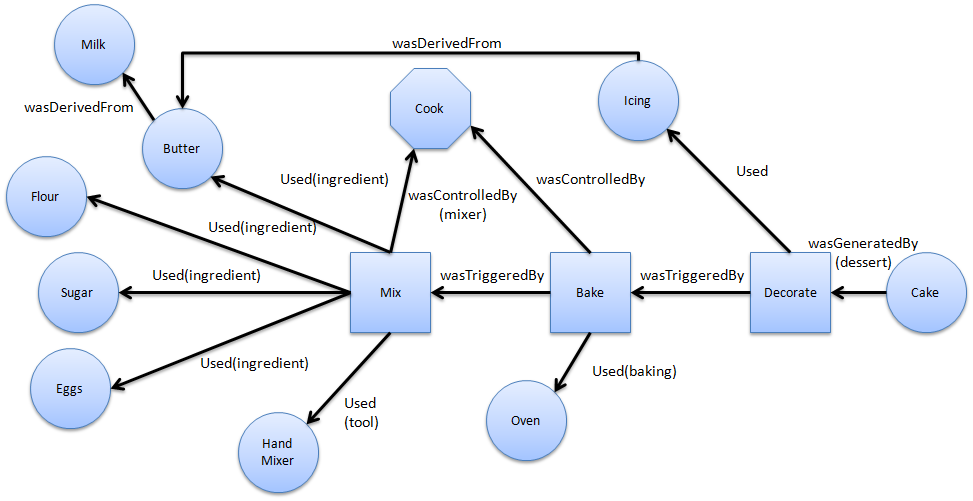 Milk
wasDerivedFrom
Icing
wasDerivedFrom
Cook
Butter
Used
Used(ingredient)
wasControlledBy
Flour
wasControlledBy
(mixer)
Used(ingredient)
wasGeneratedBy
(dessert)
Used(ingredient)
wasTriggeredBy
wasTriggeredBy
Sugar
Mix
Bake
Decorate
Cake
Used(ingredient)
Used(baking)
Eggs
Used
(tool)
Oven
Hand
Mixer